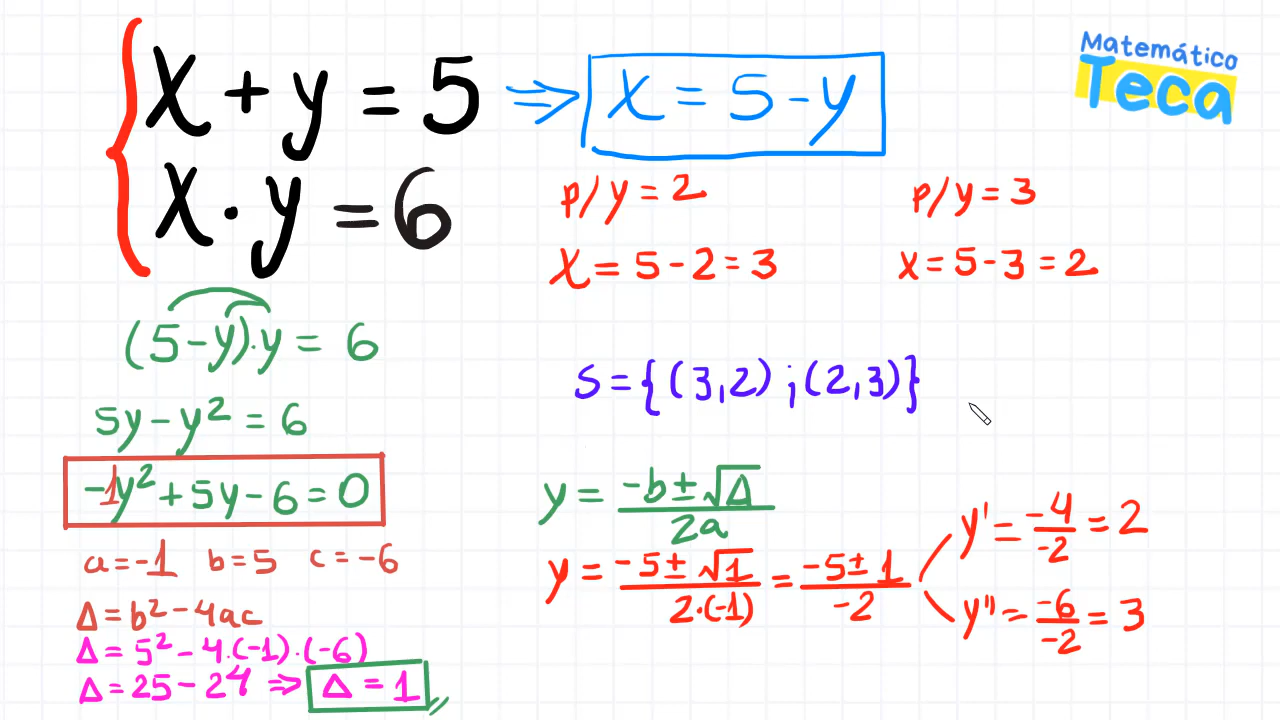 x + y = 5 ⇒ x = 5 - y
x · y = 6
Matemático
Teca
p/ y = 2
x = 5 - 2 = 3
p/ y = 3
x = 5 - 3 = 2
(5 - y) · y = 6
5y - y² = 6
-1y² + 5y - 6 = 0
a = -1 b = 5 c = -6
Δ = b² - 4ac
Δ = 5² - 4·(-1)·(-6)
Δ = 25 - 24 ⇒ Δ = 1
S = {(3,2) ; (2,3)}
y = (-b ± √Δ)/2a
y = (-5 ± √1)/2·(-1) = (-5 ± 1)/-2
y' = -4/-2 = 2
y'' = -6/-2 = 3